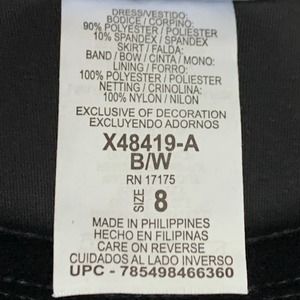 DRESS/VESTIDO:
BODICE / CORPINO:
90% POLYESTER / POLIESTER
10% SPANDEX / SPANDEX
SKIRT / FALDA:
BAND / BOW / CINTA / MONO:
LINING / FORRO:
100% POLYESTER / POLIESTER
NETTING / CRINOLINA:
100% NYLON / NILON
EXCLUSIVE OF DECORATION
EXCLUYENDO ADORNOS
X48419-A
B/W
RN 17175
SIZE 8
MADE IN PHILIPPINES
HECHO EN FILIPINAS
CARE ON REVERSE
CUIDADOS AL LADO INVERSO
UPC - 785498466360